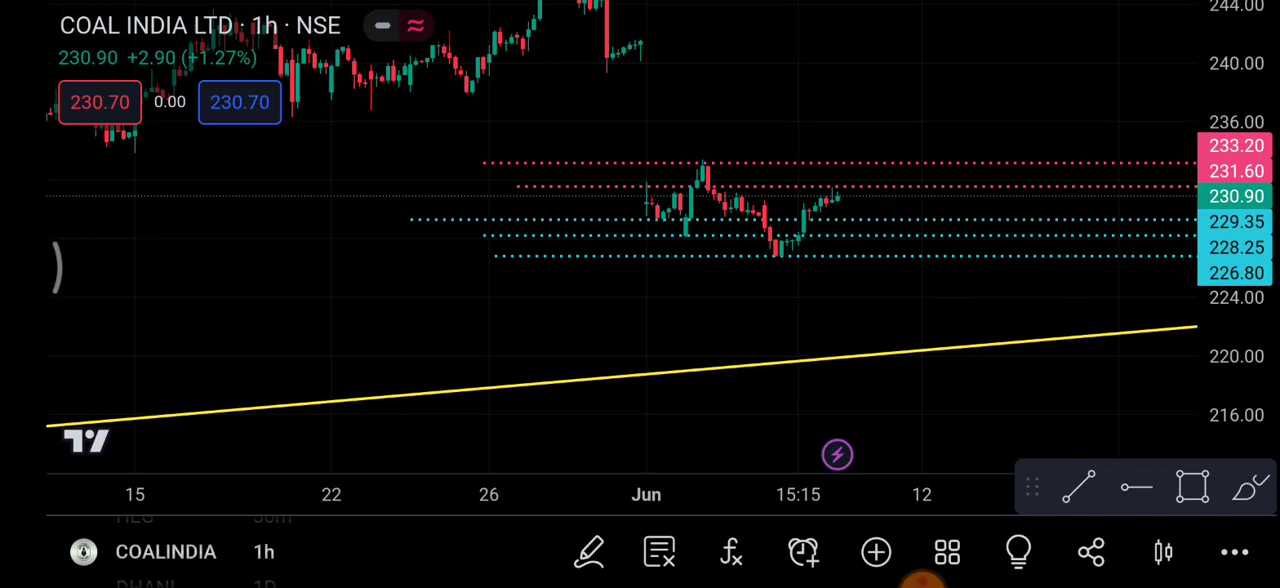 COAL INDIA LTD · 1h · NSE
230.90 +2.90 (+1.27%)
230.70 0.00 230.70
244.00
240.00
236.00
233.20
231.60
230.90
229.35
228.25
226.80
224.00
220.00
216.00
15 22 26 Jun 15:15 12
COALINDIA 1h